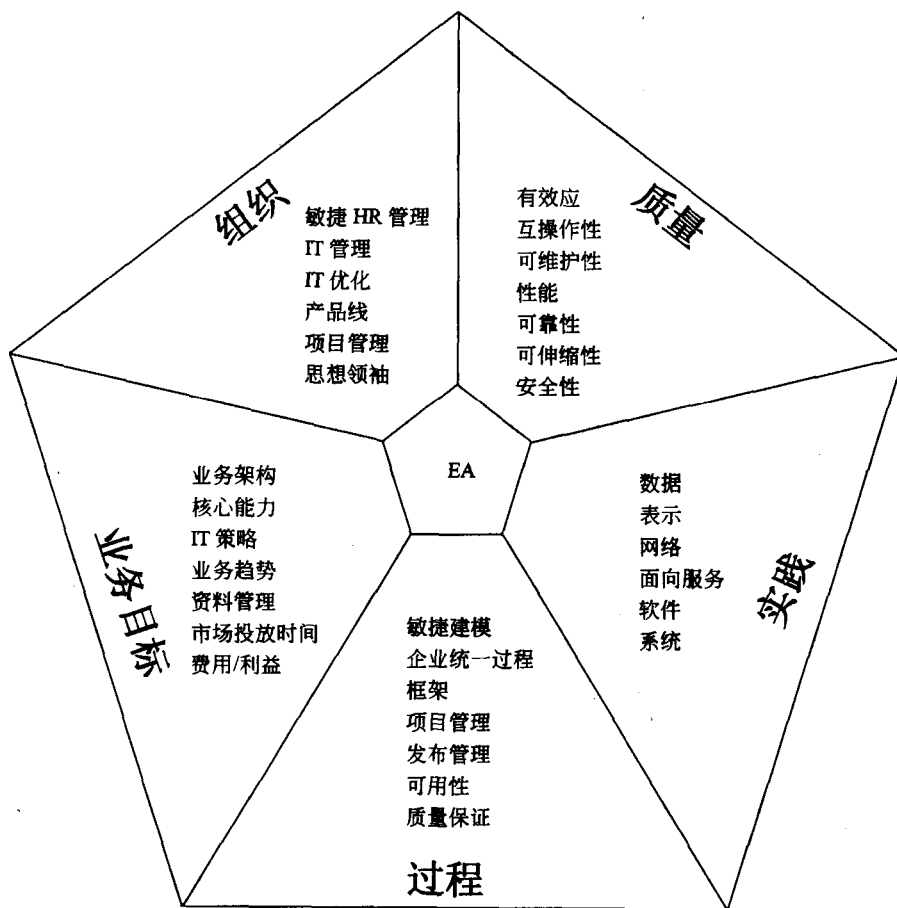 组织
敏捷 HR 管理
IT 管理
IT 优化
产品线
项目管理
思想领袖
质量
有效应
互操作性
可维护性
性能
可靠性
可伸缩性
安全性
EA
业务目标
业务架构
核心能力
IT 策略
业务趋势
资料管理
市场投放时间
费用/利益
实践
数据
表示
网络
面向服务
软件
系统
敏捷建模
企业统一过程
框架
项目管理
发布管理
可用性
质量保证
过程